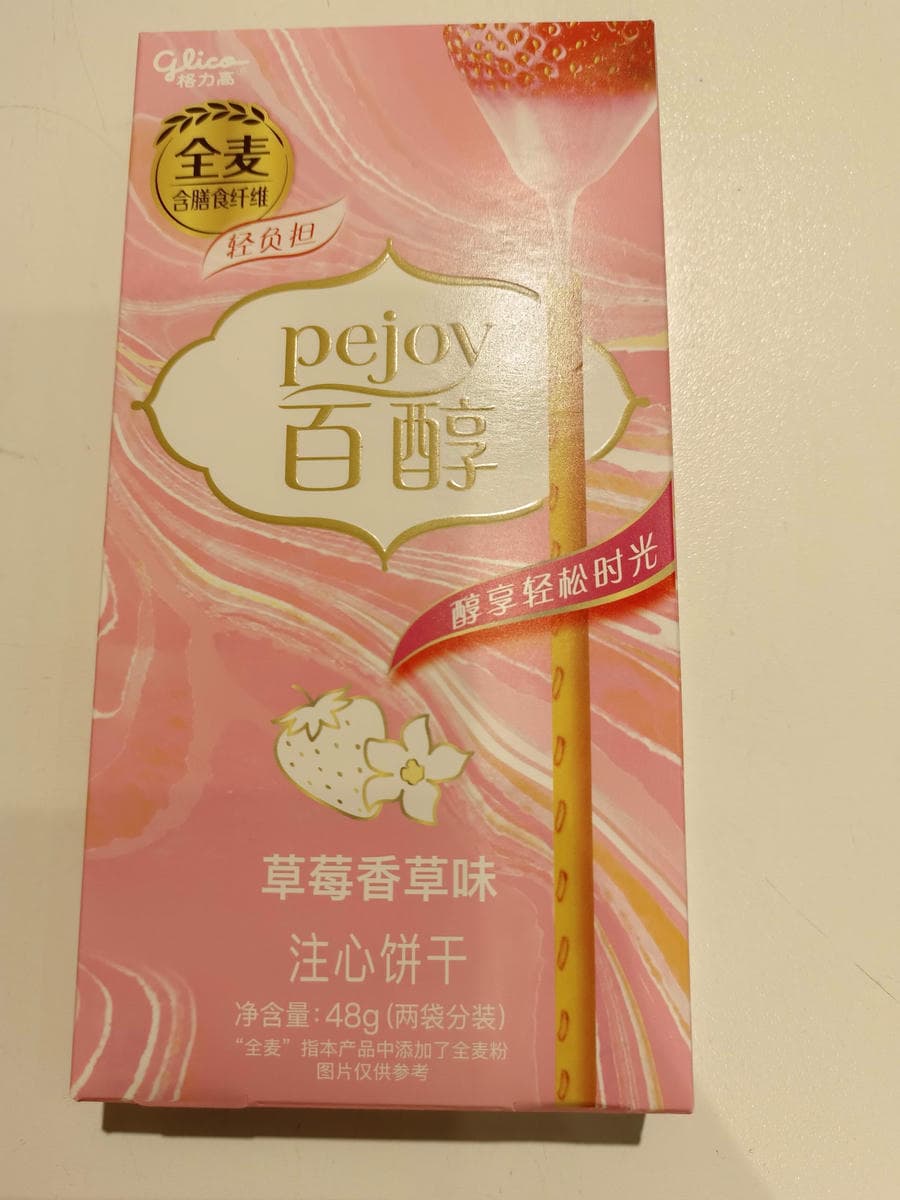 Glico
格力高
全麦
含膳食纤维
轻负担
pejoy
百醇
醇享轻松时光
草莓香草味
注心饼干
净含量:48g(两袋分装)
“全麦”指本产品中添加了全麦粉
图片仅供参考